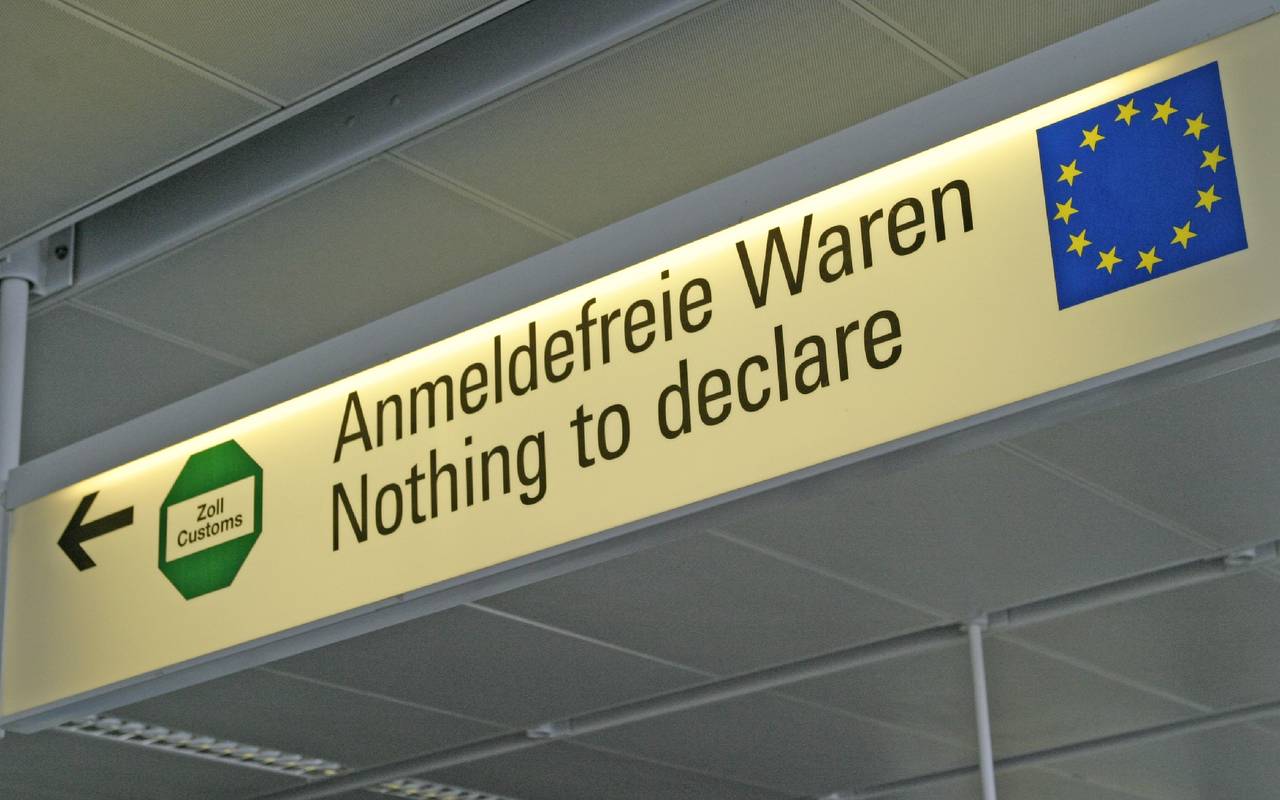 Zoll
Customs
Anmeldefreie Waren
Nothing to declare